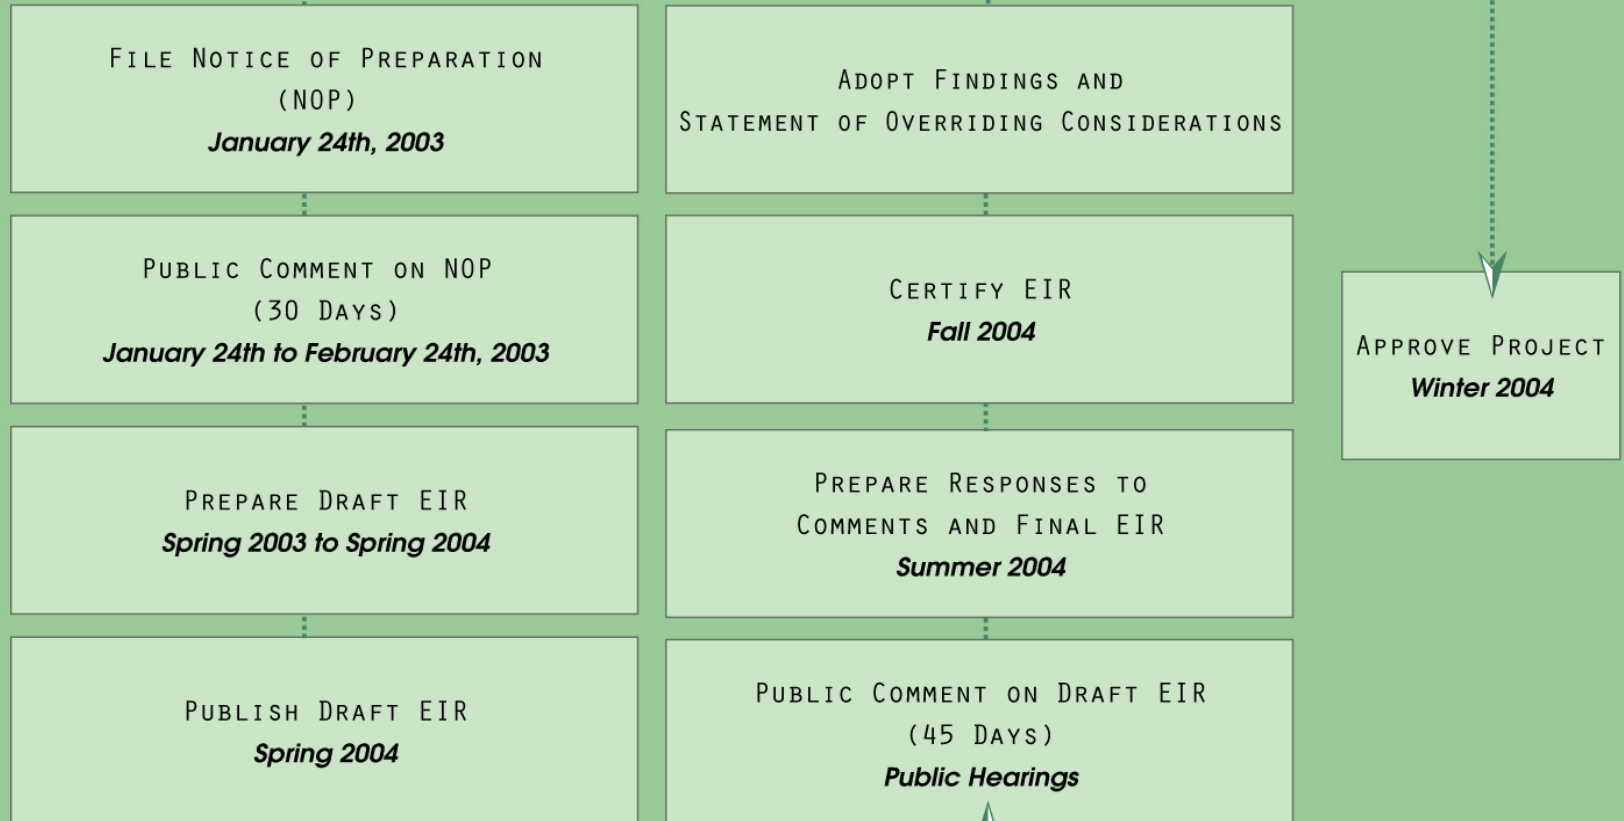 File Notice of Preparation
(NOP)
January 24th, 2003
Public Comment on NOP
(30 Days)
January 24th to February 24th, 2003
Prepare Draft EIR
Spring 2003 to Spring 2004
Publish Draft EIR
Spring 2004
Adopt Findings and
Statement of Overriding Considerations
Certify EIR
Fall 2004
Prepare Responses to
Comments and Final EIR
Summer 2004
Public Comment on Draft EIR
(45 Days)
Public Hearings
Approve Project
Winter 2004